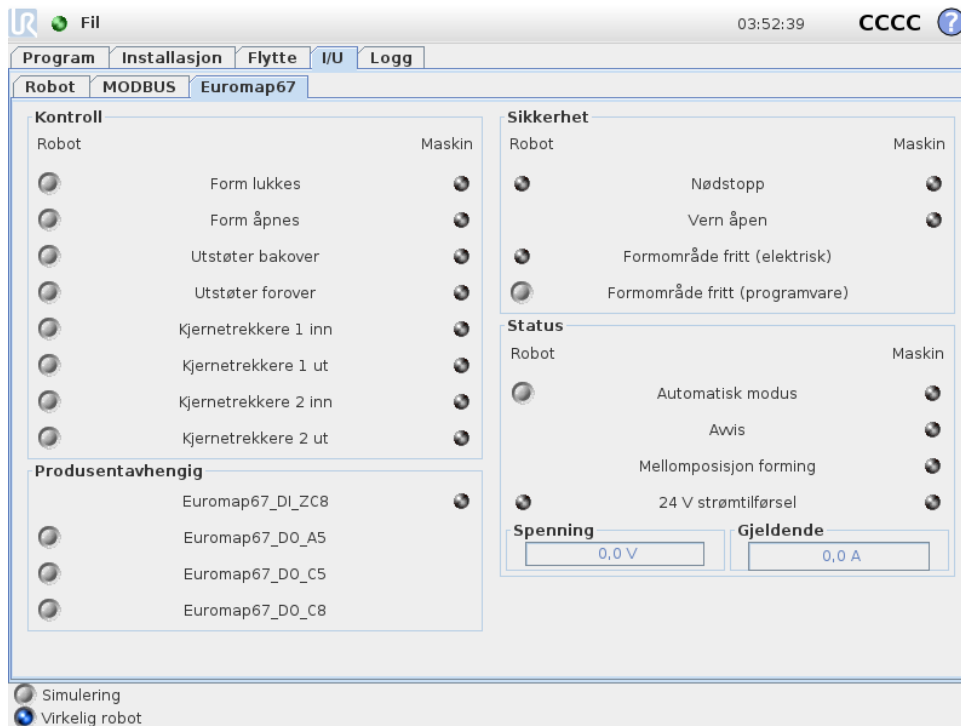 UR Fil 03:52:39 CCCC ?
Program Installasjon Flytte I/U Logg
Robot MODBUS Euromap67
Kontroll
Robot Maskin
Form lukkes
Form åpnes
Utstøter bakover
Utstøter forover
Kjernetrekkere 1 inn
Kjernetrekkere 1 ut
Kjernetrekkere 2 inn
Kjernetrekkere 2 ut
Produsentavhengig
Euromap67_DI_ZC8
Euromap67_DO_A5
Euromap67_DO_C5
Euromap67_DO_C8
Sikkerhet
Robot Maskin
Nødstopp
Vern åpen
Formområde fritt (elektrisk)
Formområde fritt (programvare)
Status
Robot Maskin
Automatisk modus
Avvis
Mellomposisjon forming
24 V strømtilførsel
Spenning
0,0 V
Gjeldende
0,0 A
Simulering
Virkelig robot